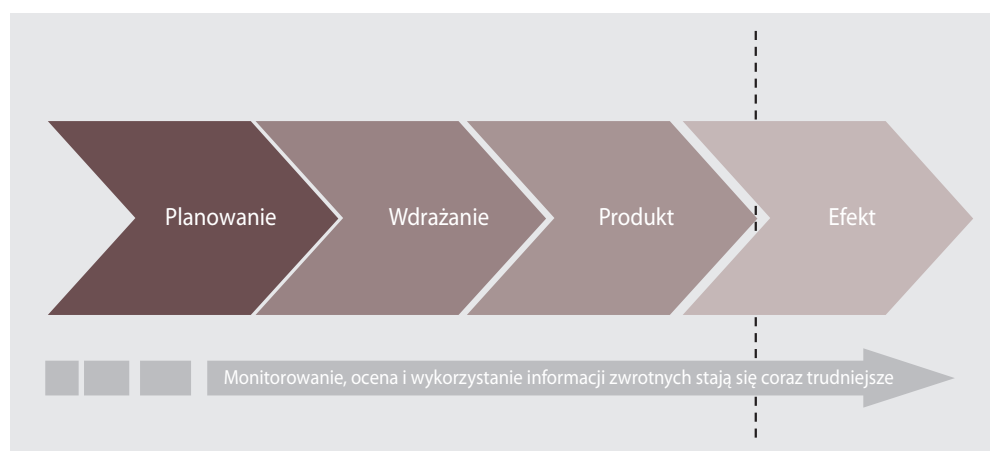 Planowanie
Wdrażanie
Produkt
Efekt
Monitorowanie, ocena i wykorzystanie informacji zwrotnych stają się coraz trudniejsze